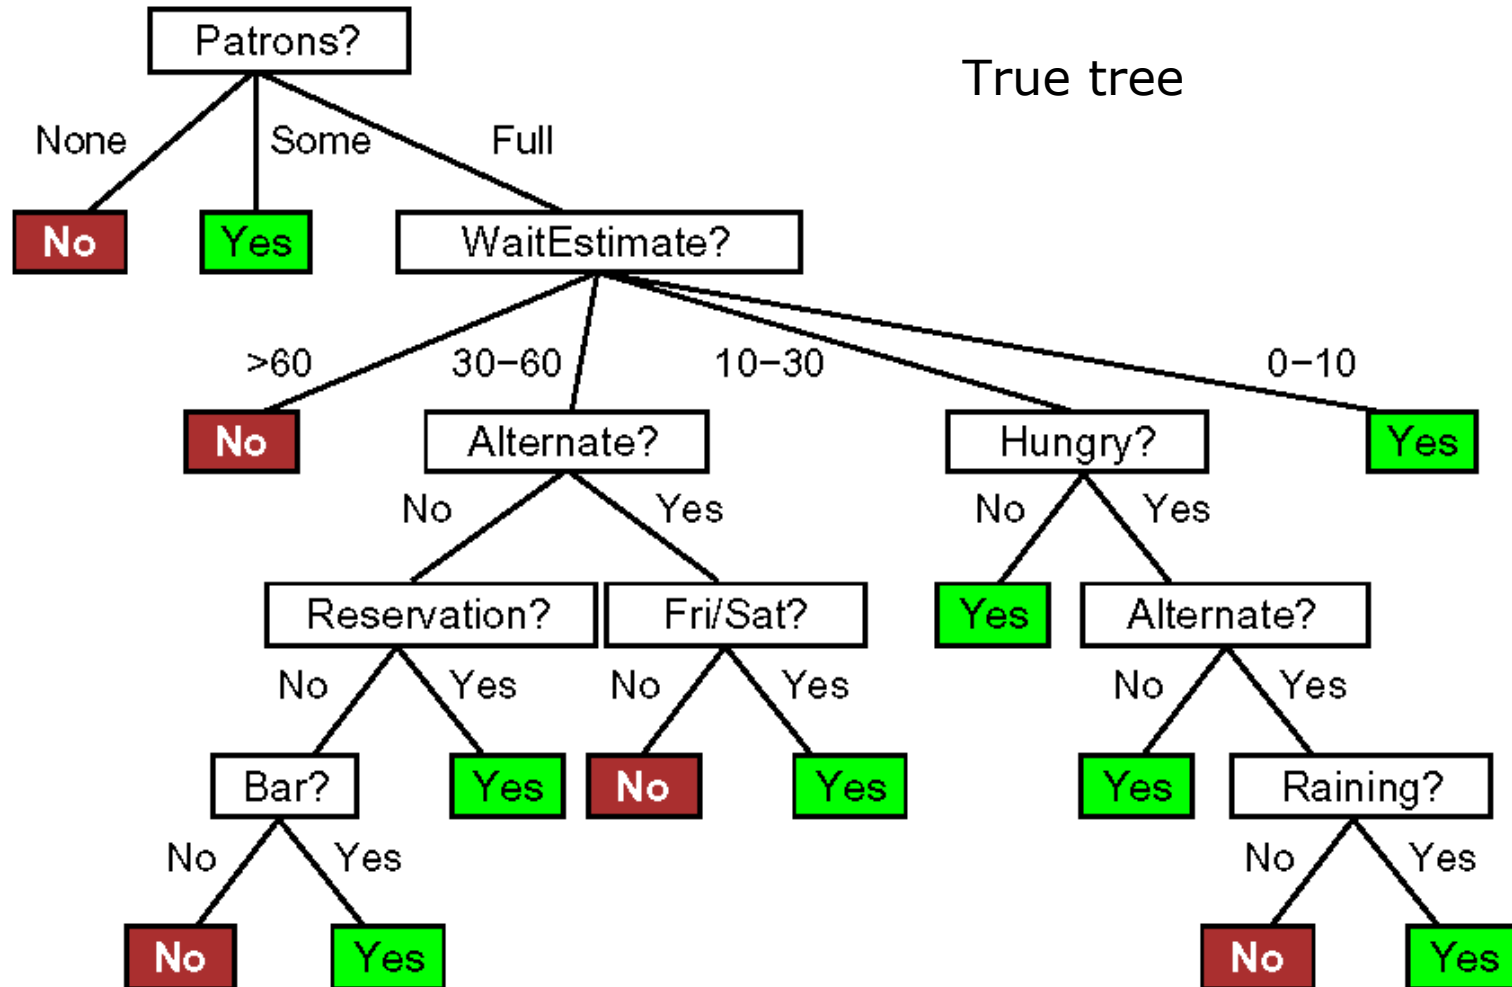 Patrons?
True tree
None
Some
Full
No
Yes
WaitEstimate?
>60
30−60
10−30
0−10
No
Alternate?
Hungry?
Yes
No
Yes
No
Yes
Reservation?
Fri/Sat?
Yes
Alternate?
No
Yes
No
Yes
No
Yes
Bar?
Yes
No
Yes
Yes
Raining?
No
Yes
No
Yes
No
Yes
No
Yes